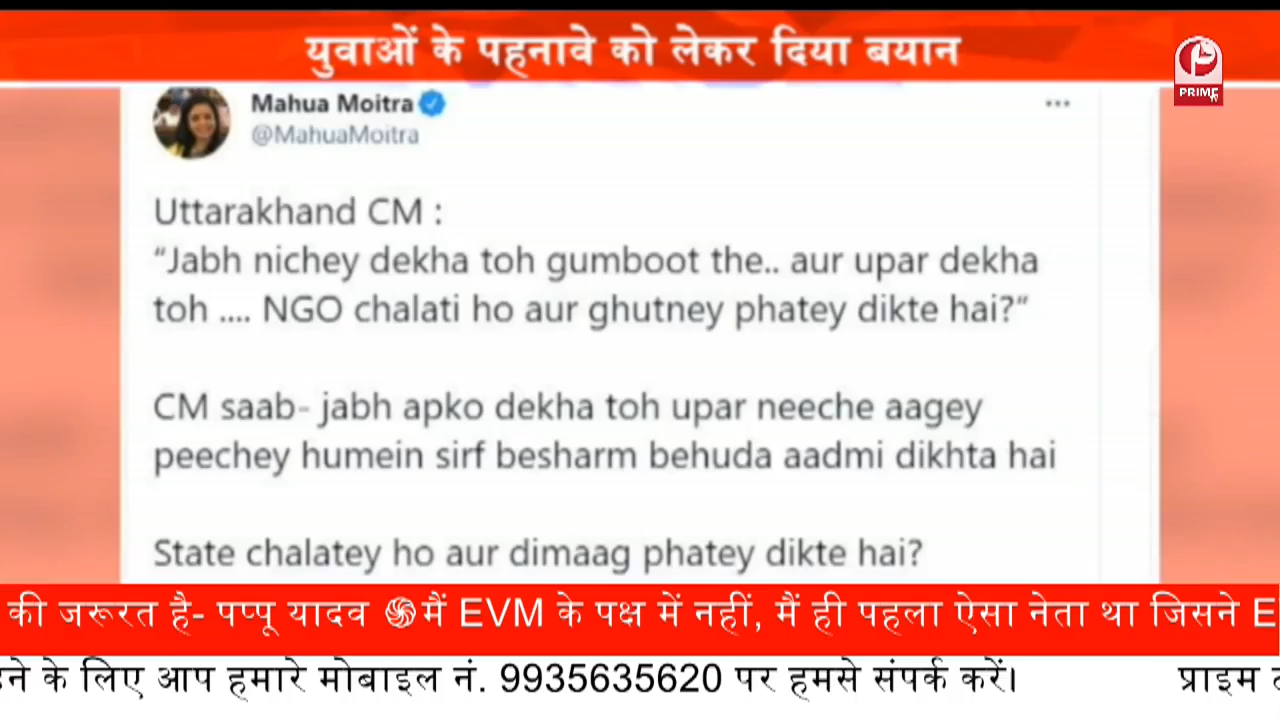 युवाओं के पहनावे को लेकर दिया बयान
PRIME TV
Mahua Moitra
@MahuaMoitra
Uttarakhand CM :
“Jabh nichey dekha toh gumboot the.. aur upar dekha
toh .... NGO chalati ho aur ghutney phatey dikte hai?”
CM saab- jabh apko dekha toh upar neeche aagey
peechey humein sirf besharm behuda aadmi dikhta hai
State chalatey ho aur dimaag phatey dikte hai?
की जरूरत है- पप्पू यादव ֍मैं EVM के पक्ष में नहीं, मैं ही पहला ऐसा नेता था जिसने E
ने के लिए आप हमारे मोबाइल नं. 9935635620 पर हमसे संपर्क करें। प्राइम